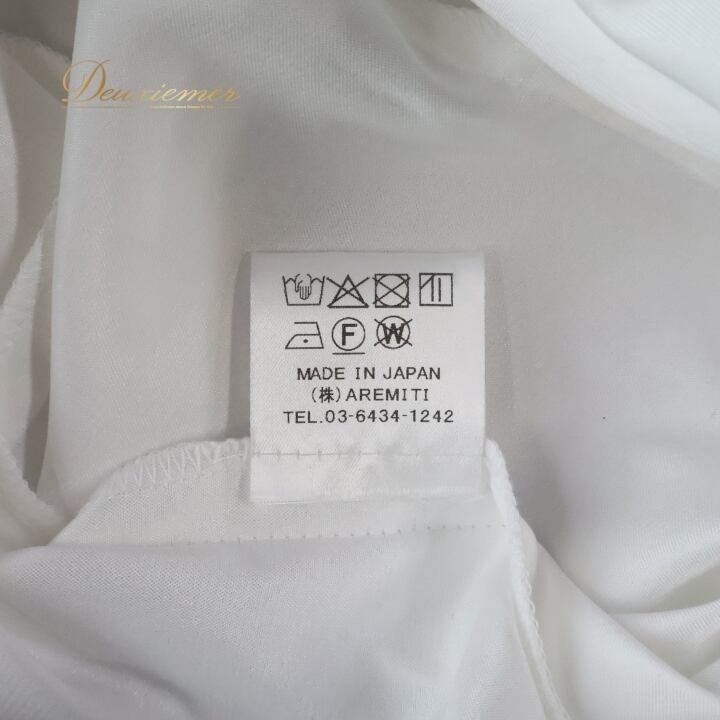 Deuxiemer
F W
MADE IN JAPAN
(株)AREMITI
TEL.03-6434-1242